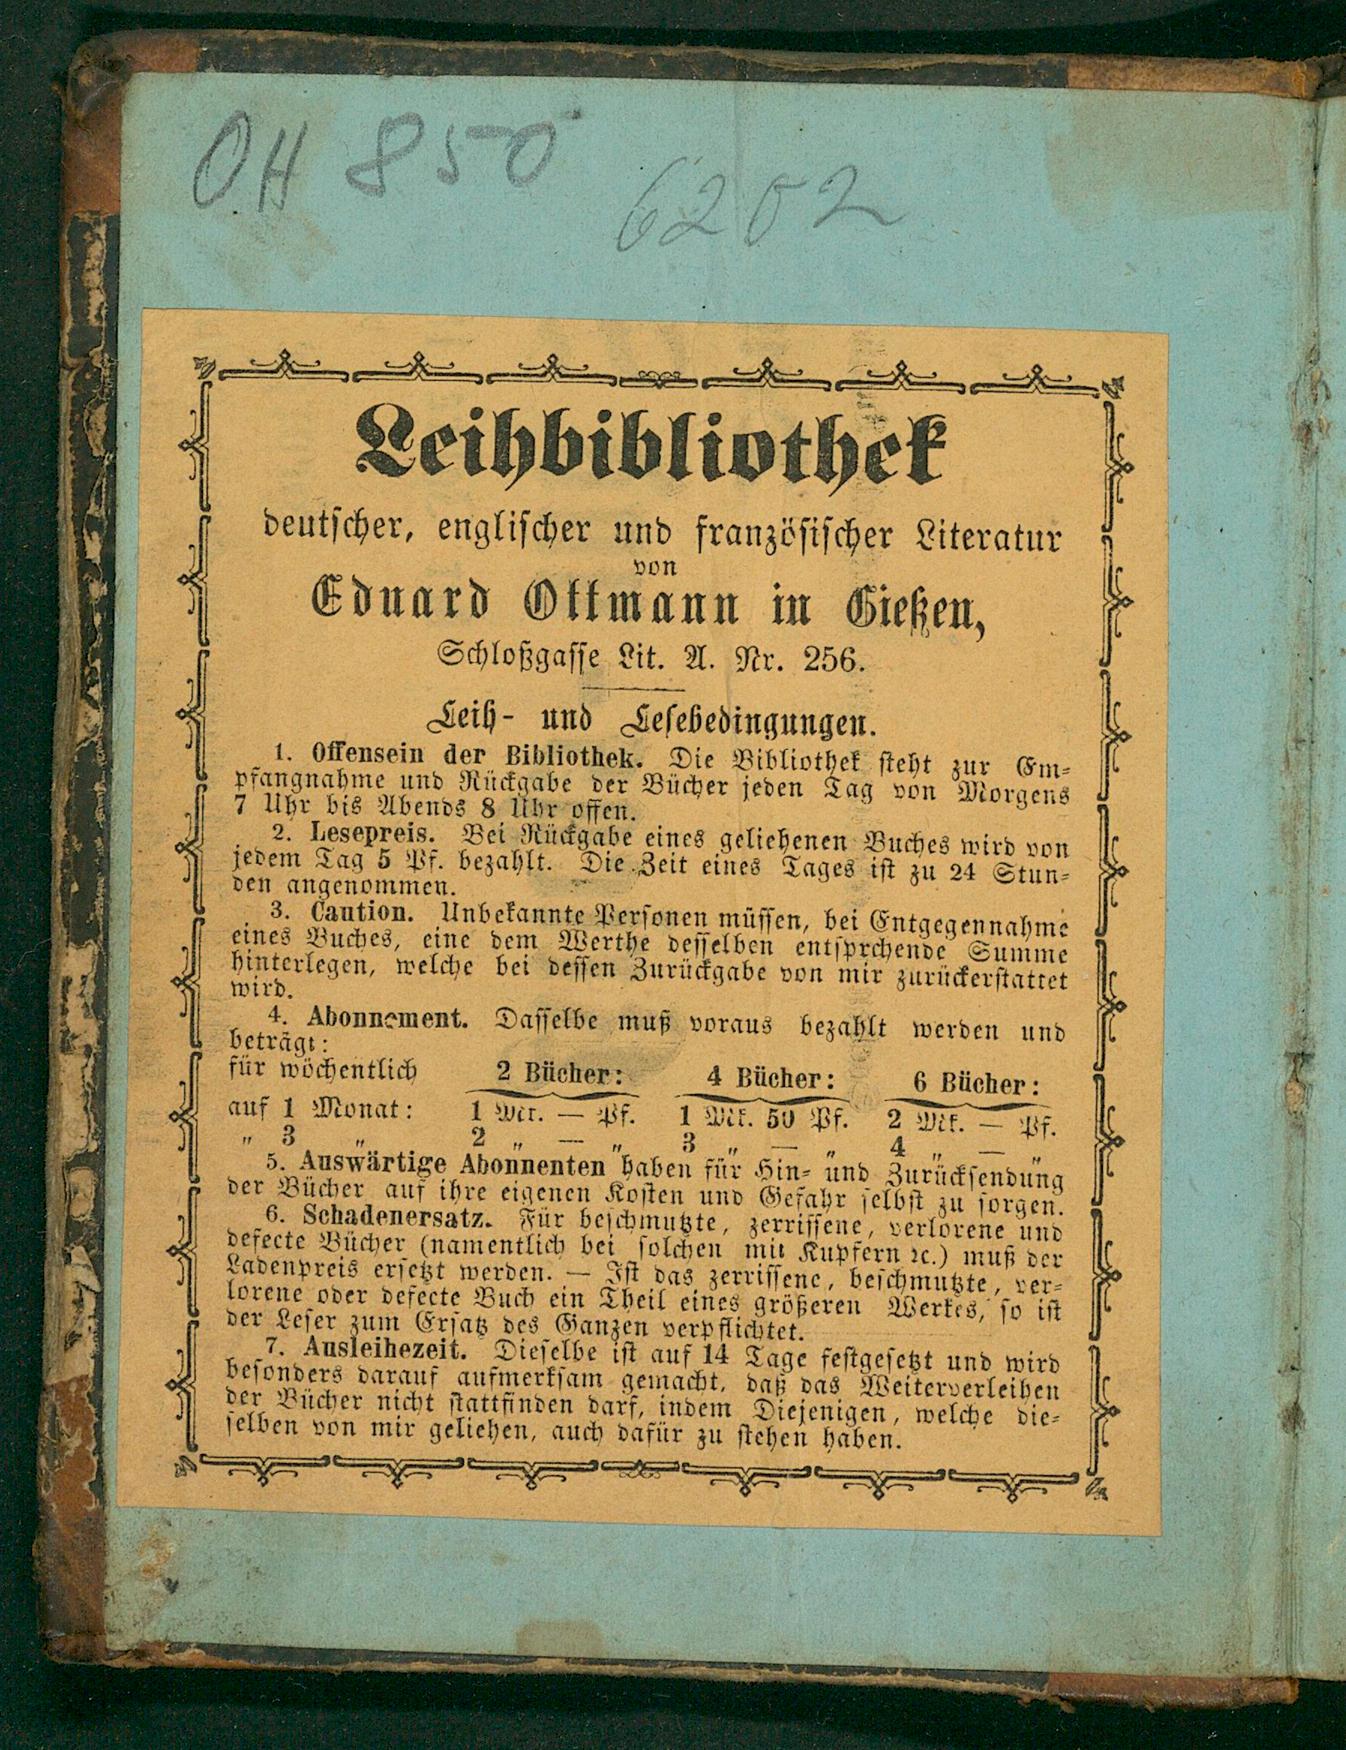 OH 850
6202
Leihbibliothek
deutscher, englischer und französischer Literatur
von
Eduard Ottmann in Gießen,
Schloßgasse Lit. A. Nr. 256.
Leih- und Lesebedingungen.
1. Offensein der Bibliothek. Die Bibliothek steht zur Em-
pfangnahme und Rückgabe der Bücher jeden Tag von Morgens
7 Uhr bis Abends 8 Uhr offen.
2. Lesepreis. Bei Rückgabe eines geliehenen Buches wird von
jedem Tag 5 Pf. bezahlt. Die Zeit eines Tages ist zu 24 Stun-
den angenommen.
3. Caution. Unbekannte Personen müssen, bei Entgegennahme
eines Buches, eine dem Werthe desselben entsprchende Summe
hinterlegen, welche bei dessen Zurückgabe von mir zurückerstattet
wird.
4. Abonnement. Dasselbe muß voraus bezahlt werden und
beträgt:
für wöchentlich 2 Bücher: 4 Bücher: 6 Bücher:
auf 1 Monat: 1 Mk. — Pf. 1 Mk. 50 Pf. 2 Mk. — Pf.
" 3 " 2 " — " 3 " — " 4 " — "
5. Auswärtige Abonnenten haben für Hin- und Zurücksendung
der Bücher auf ihre eigenen Kosten und Gefahr selbst zu sorgen.
6. Schadenersatz. Für beschmutzte, zerrissene, verlorene und
defecte Bücher (namentlich bei solchen mit Kupfern ꝛc.) muß der
Ladenpreis ersetzt werden. — Ist das zerrissene, beschmutzte, ver-
lorene oder defecte Buch ein Theil eines größeren Werkes, so ist
der Leser zum Ersatz des Ganzen verpflichtet.
7. Ausleihezeit. Dieselbe ist auf 14 Tage festgesetzt und wird
besonders darauf aufmerksam gemacht, daß das Weiterverleihen
der Bücher nicht stattfinden darf, indem Diejenigen, welche die-
selben von mir geliehen, auch dafür zu stehen haben.